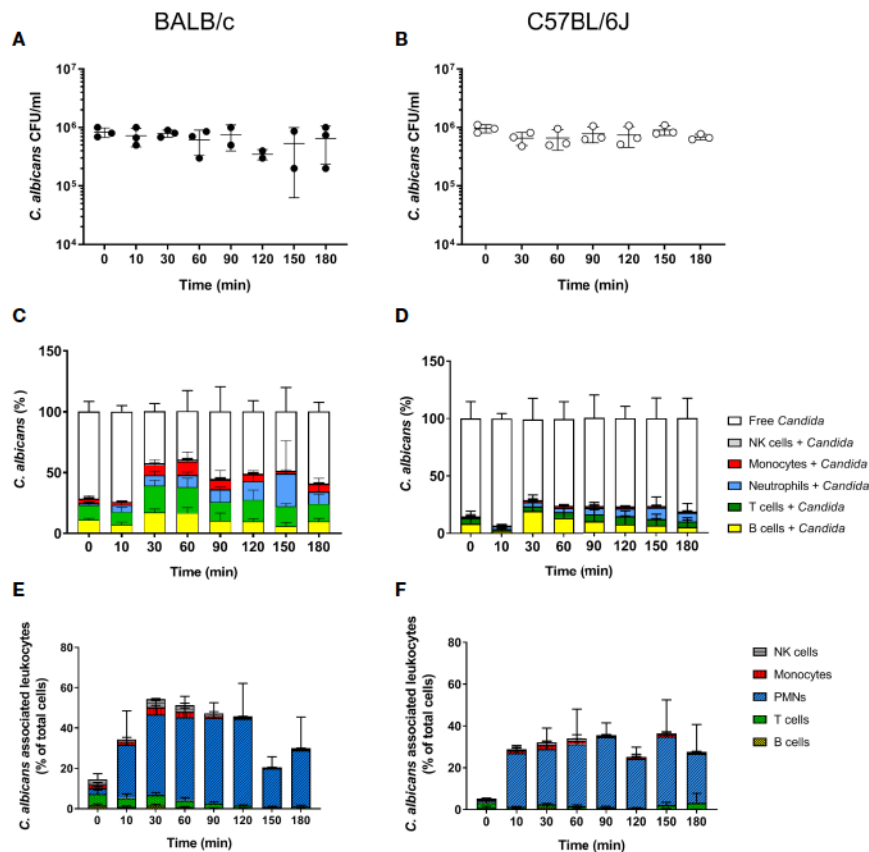 BALB/c
C57BL/6J
A
C. albicans CFU/ml
10⁷
10⁶
10⁵
10⁴
0 30 60 90 120 150 180
Time (min)
B
C. albicans CFU/ml
10⁷
10⁶
10⁵
10⁴
0 30 60 90 120 150 180
Time (min)
C
C. albicans (%)
150
100
50
0
0 10 30 60 90 120 150 180
Time (min)
D
C. albicans (%)
150
100
50
0
0 10 30 60 90 120 150 180
Time (min)
Free Candida
NK cells + Candida
Monocytes + Candida
Neutrophils + Candida
T cells + Candida
B cells + Candida
E
C. albicans associated leukocytes
(% of total cells)
80
60
40
20
0
0 10 30 60 90 120 150 180
Time (min)
F
C. albicans associated leukocytes
(% of total cells)
80
60
40
20
0
0 10 30 60 90 120 150 180
Time (min)
NK cells
Monocytes
PMNs
T cells
B cells